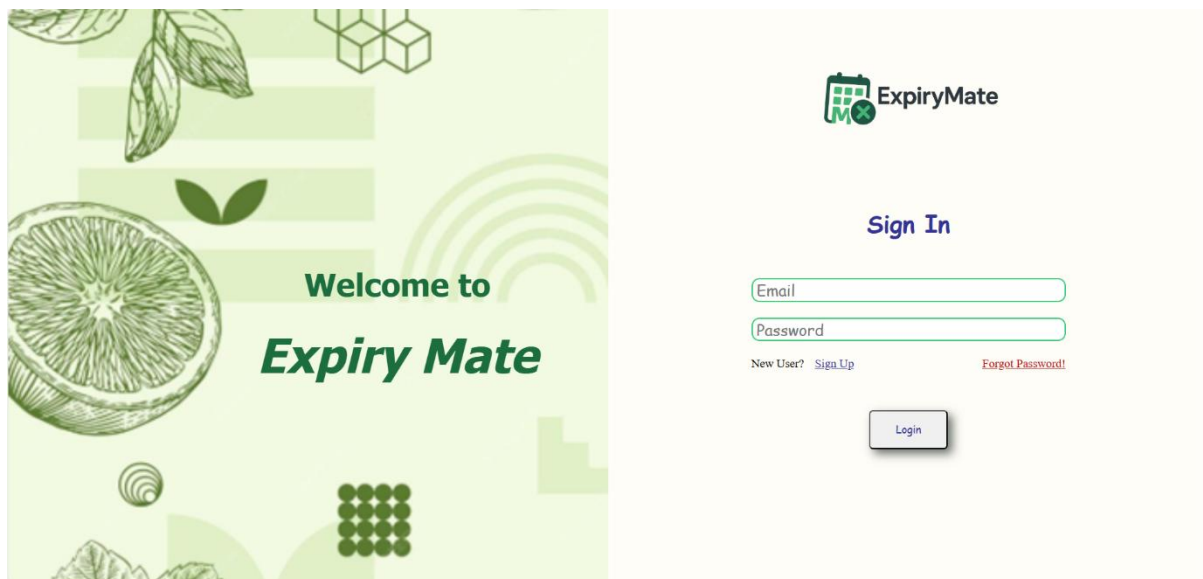 Welcome to
Expiry Mate
ExpiryMate
Sign In
Email
Password
New User? Sign Up Forgot Password!
Login